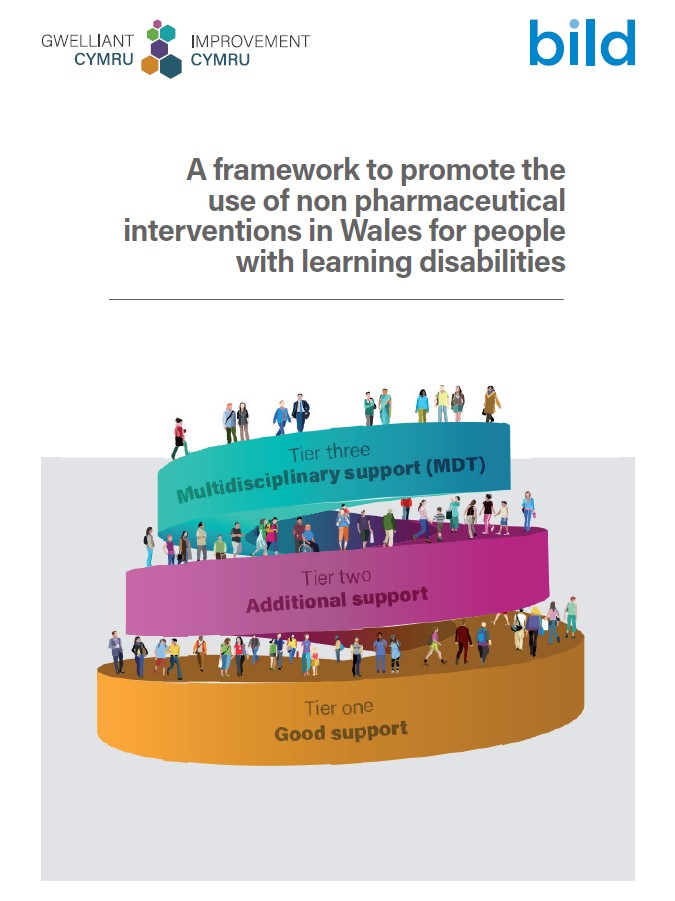 GWELLIANT
CYMRU
IMPROVEMENT
CYMRU
bild
A framework to promote the
use of non pharmaceutical
interventions in Wales for people
with learning disabilities
Tier three
Multidisciplinary support (MDT)
Tier two
Additional support
Tier one
Good support